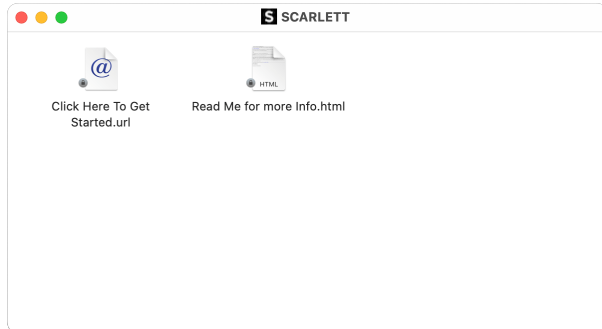 S SCARLETT
@
HTML
Click Here To Get
Started.url
Read Me for more Info.html